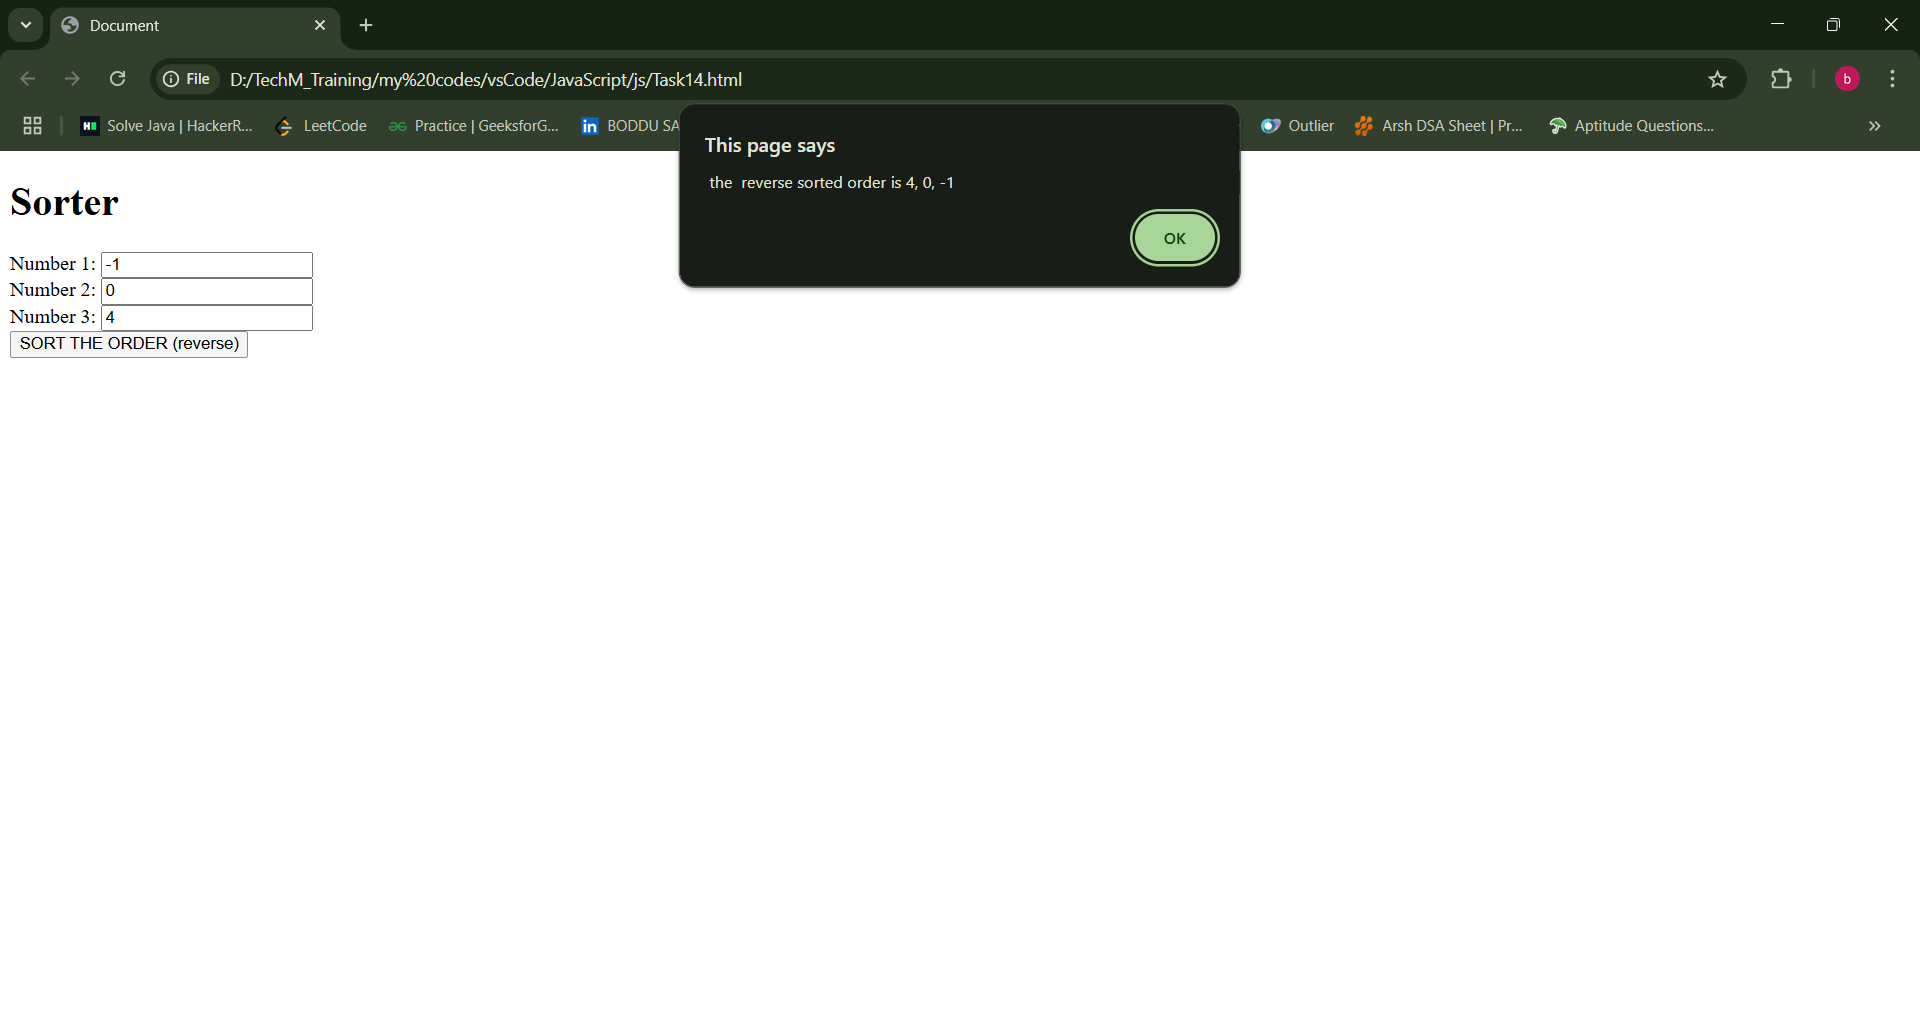 Document
File D:/TechM_Training/my%20codes/vsCode/JavaScript/js/Task14.html
b
Solve Java | HackerR... LeetCode Practice | GeeksforG... in BODDU SA Outlier Arsh DSA Sheet | Pr... Aptitude Questions...
This page says
the reverse sorted order is 4, 0, -1
OK
Sorter
Number 1: -1
Number 2: 0
Number 3: 4
SORT THE ORDER (reverse)